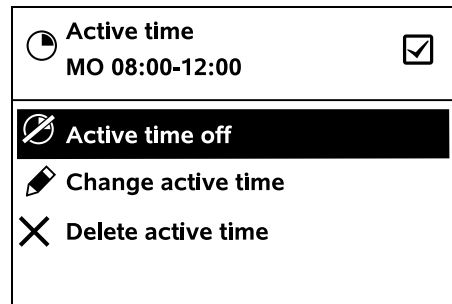 Active time
MO 08:00-12:00
Active time off
Change active time
Delete active time